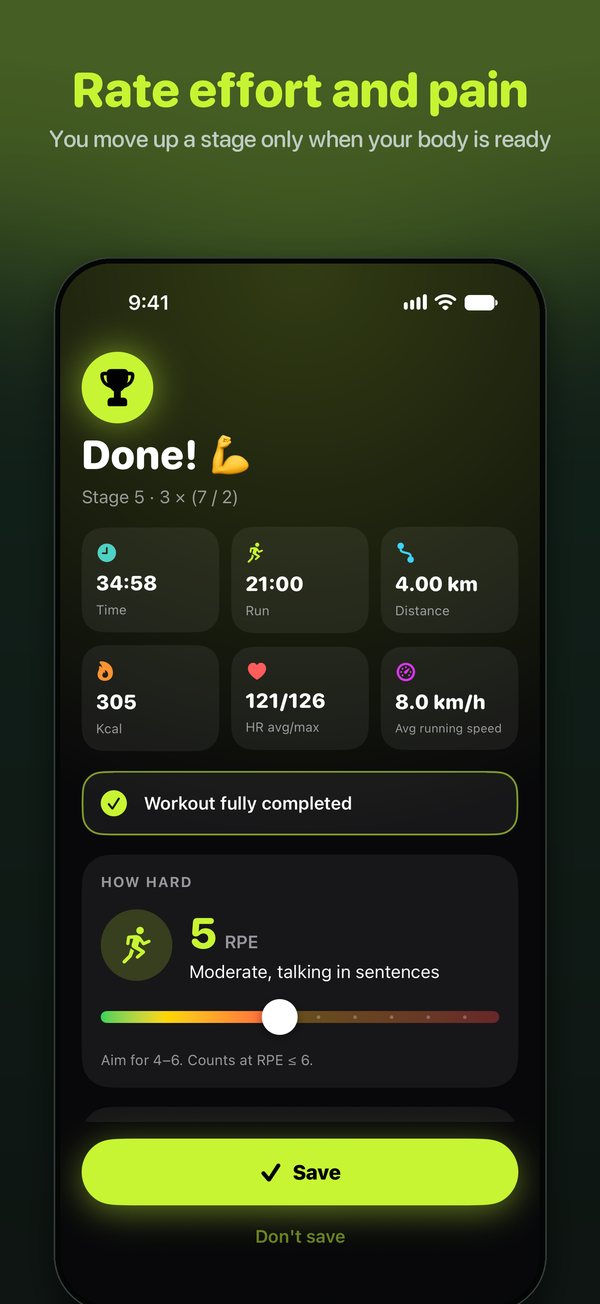 Rate effort and pain
You move up a stage only when your body is ready
9:41
Done! 💪
Stage 5 · 3 × (7 / 2)
34:58
Time
21:00
Run
4.00 km
Distance
305
Kcal
121/126
HR avg/max
8.0 km/h
Avg running speed
Workout fully completed
HOW HARD
5 RPE
Moderate, talking in sentences
Aim for 4–6. Counts at RPE ≤ 6.
Save
Don't save